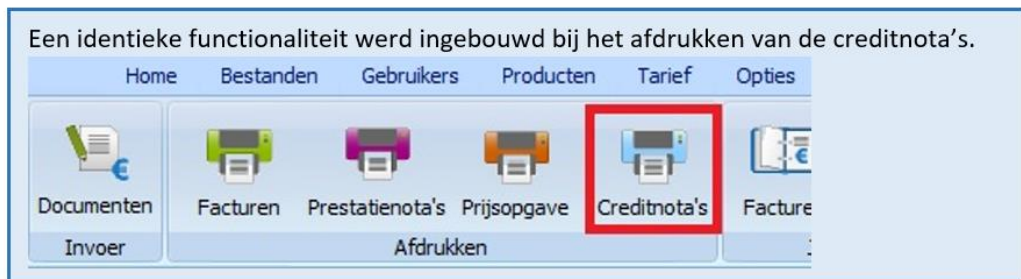 Een identieke functionaliteit werd ingebouwd bij het afdrukken van de creditnota’s.
Home Bestanden Gebruikers Producten Tarief Opties
Documenten Facturen Prestatienota's Prijsopgave Creditnota's
Invoer Afdrukken